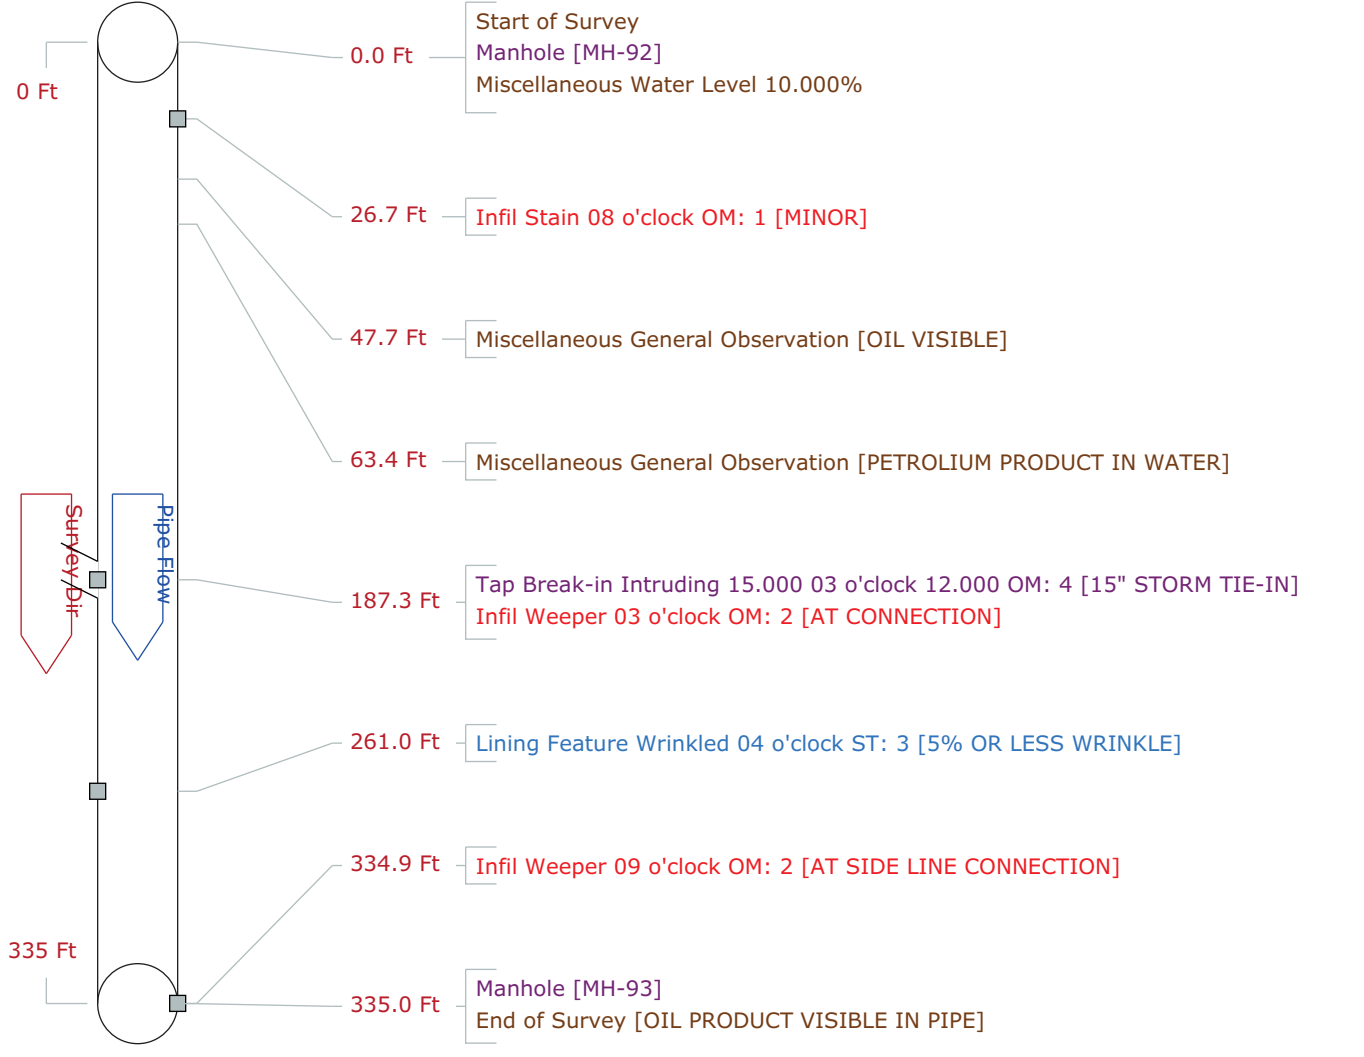 Start of Survey
0.0 Ft
Manhole [MH-92]
0 Ft
Miscellaneous Water Level 10.000%
26.7 Ft
Infil Stain 08 o'clock OM: 1 [MINOR]
47.7 Ft
Miscellaneous General Observation [OIL VISIBLE]
63.4 Ft
Miscellaneous General Observation [PETROLIUM PRODUCT IN WATER]
Survey Dir
Pipe Flow
187.3 Ft
Tap Break-in Intruding 15.000 03 o'clock 12.000 OM: 4 [15" STORM TIE-IN]
Infil Weeper 03 o'clock OM: 2 [AT CONNECTION]
261.0 Ft
Lining Feature Wrinkled 04 o'clock ST: 3 [5% OR LESS WRINKLE]
334.9 Ft
Infil Weeper 09 o'clock OM: 2 [AT SIDE LINE CONNECTION]
335 Ft
335.0 Ft
Manhole [MH-93]
End of Survey [OIL PRODUCT VISIBLE IN PIPE]